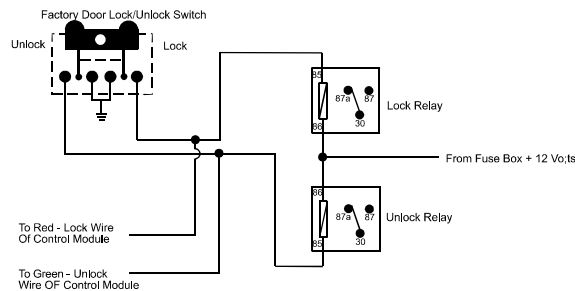 Factory Door Lock/Unlock Switch
Unlock
Lock
85
87a
87
30
86
Lock Relay
From Fuse Box + 12 Vo;ts
86
87a
87
30
85
Unlock Relay
To Red - Lock Wire
Of Control Module
To Green - Unlock
Wire OF Control Module